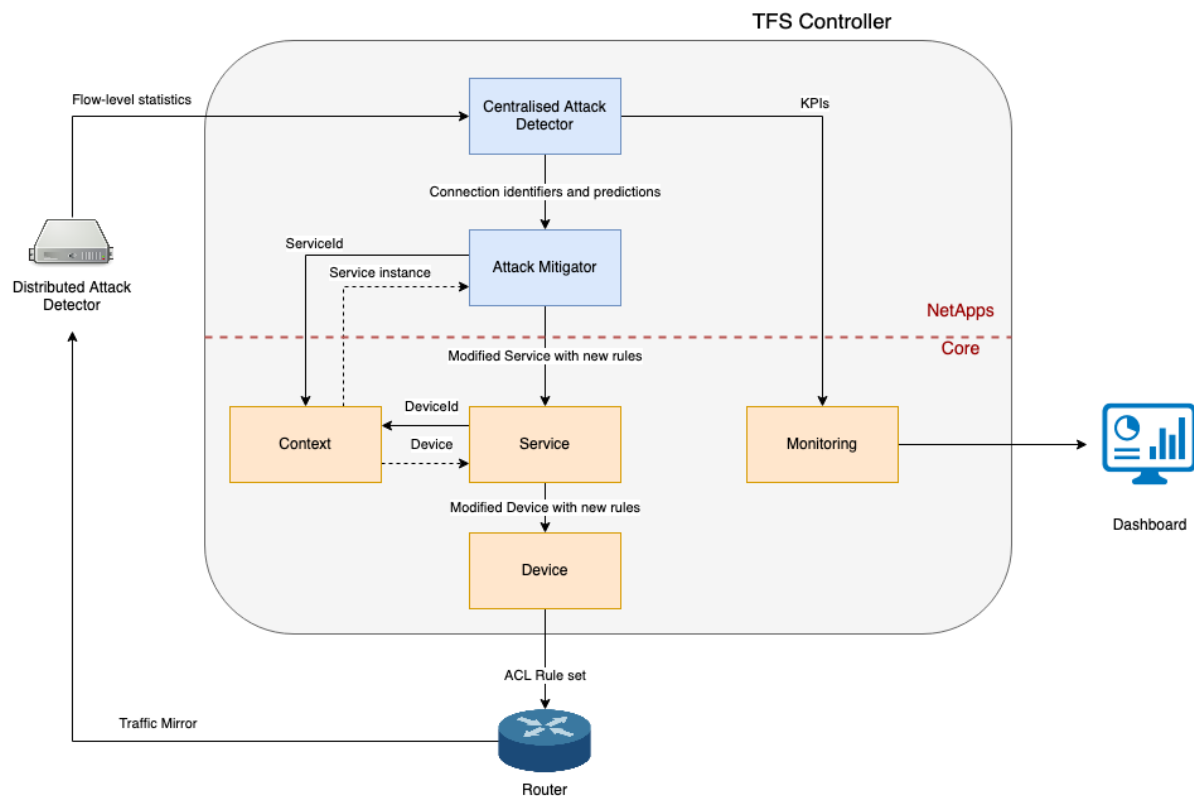 TFS Controller
Flow-level statistics
Centralised Attack
Detector
KPIs
Connection identifiers and predictions
ServiceId
Attack Mitigator
Service instance
Distributed Attack
Detector
NetApps
Core
Modified Service with new rules
DeviceId
Context
Device
Service
Monitoring
Modified Device with new rules
Dashboard
Device
ACL Rule set
Traffic Mirror
Router